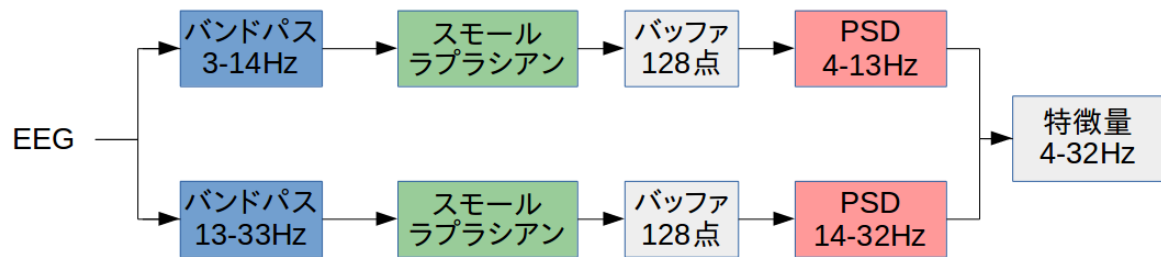 EEG
バンドパス
3-14Hz
スモール
ラプラシアン
バッファ
128点
PSD
4-13Hz
バンドパス
13-33Hz
スモール
ラプラシアン
バッファ
128点
PSD
14-32Hz
特徴量
4-32Hz